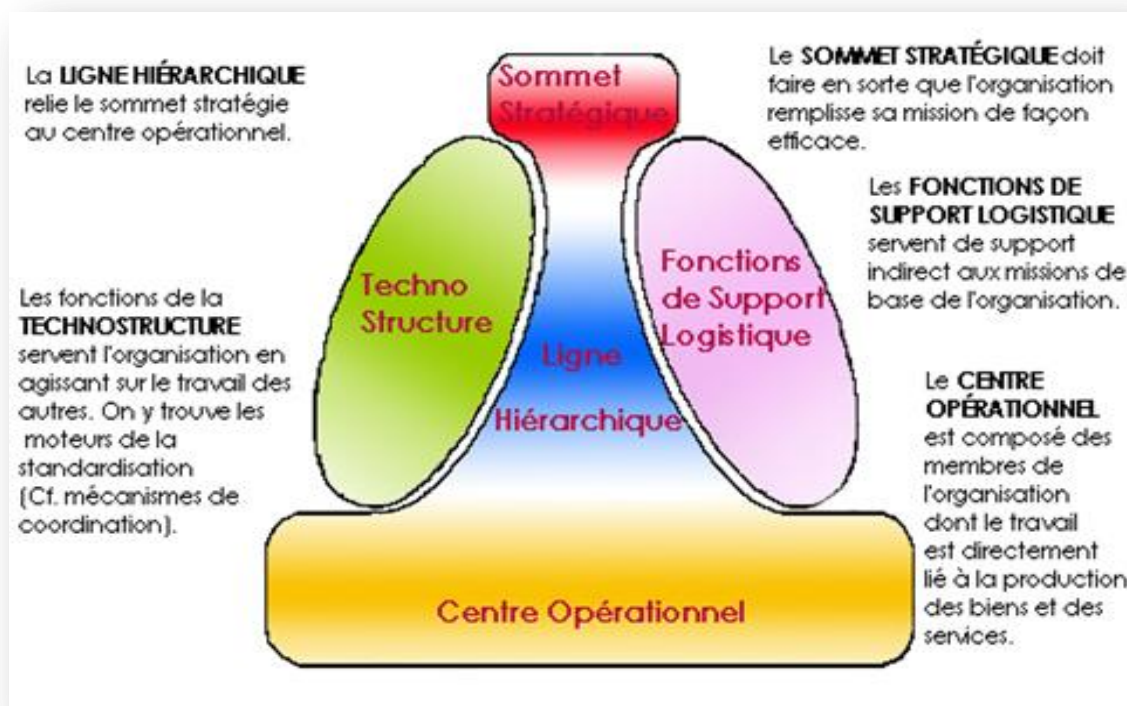 La LIGNE HIÉRARCHIQUE
relie le sommet stratégie
au centre opérationnel.
Les fonctions de la
TECHNOSTRUCTURE
servent l'organisation en
agissant sur le travail des
autres. On y trouve les
moteurs de la
standardisation
(Cf. mécanismes de
coordination).
Sommet
Stratégique
Techno
Structure
Ligne
Hiérarchique
Fonctions
de Support
Logistique
Centre Opérationnel
Le SOMMET STRATÉGIQUE doit
faire en sorte que l'organisation
remplisse sa mission de façon
efficace.
Les FONCTIONS DE
SUPPORT LOGISTIQUE
servent de support
indirect aux missions de
base de l'organisation.
Le CENTRE
OPÉRATIONNEL
est composé des
membres de
l'organisation
dont le travail
est directement
lié à la production
des biens et des
services.